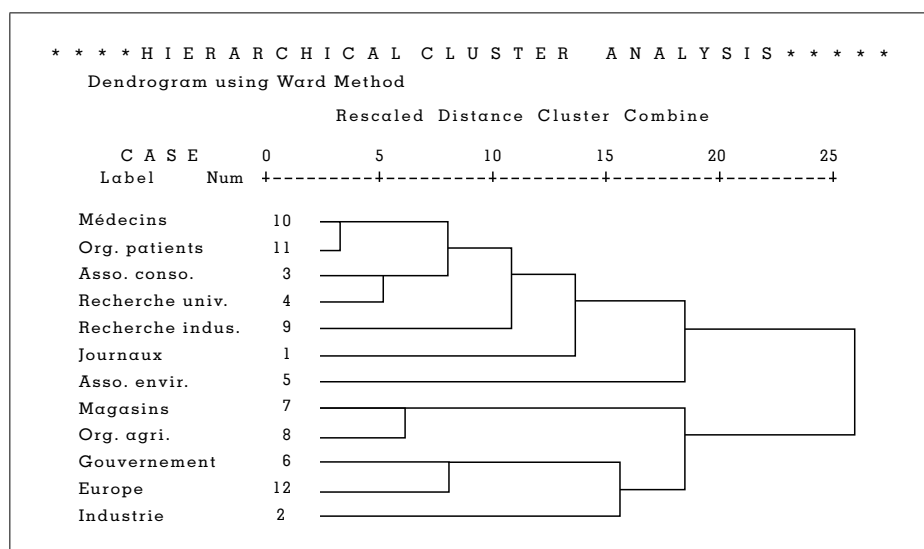 * * * * H I E R A R C H I C A L  C L U S T E R  A N A L Y S I S * * * * *
Dendrogram using Ward Method
Rescaled Distance Cluster Combine
C A S E 0 5 10 15 20 25
Label Num +---------+---------+---------+---------+---------+
Médecins 10
Org. patients 11
Asso. conso. 3
Recherche univ. 4
Recherche indus. 9
Journaux 1
Asso. envir. 5
Magasins 7
Org. agri. 8
Gouvernement 6
Europe 12
Industrie 2